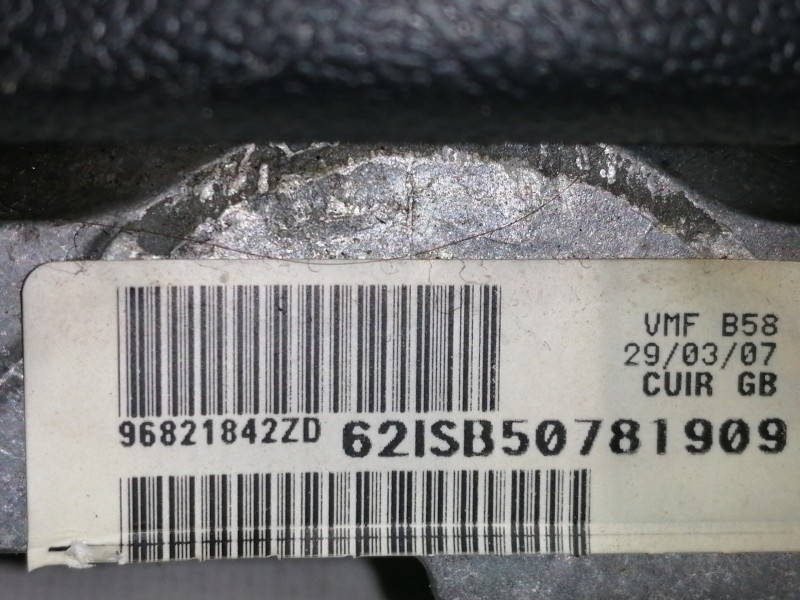 VMF B58
29/03/07
CUIR GB
96821842ZD 62ISB50781909